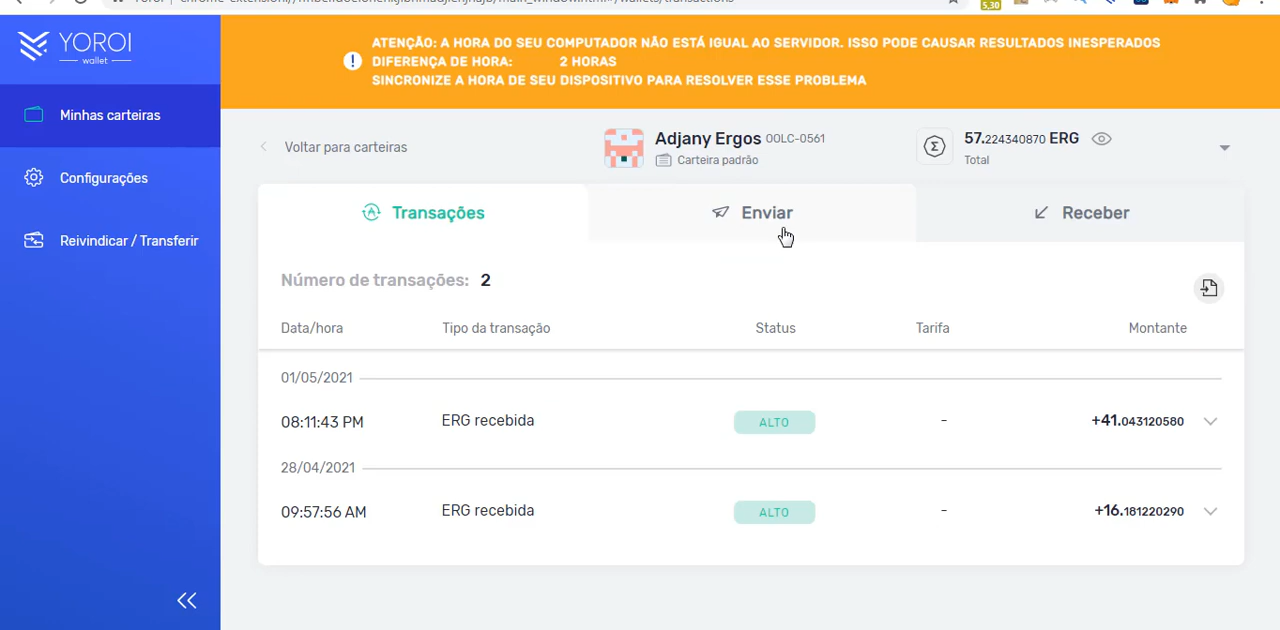 YOROI
wallet
ATENÇÃO: A HORA DO SEU COMPUTADOR NÃO ESTÁ IGUAL AO SERVIDOR. ISSO PODE CAUSAR RESULTADOS INESPERADOS
DIFERENÇA DE HORA: 2 HORAS
SINCRONIZE A HORA DE SEU DISPOSITIVO PARA RESOLVER ESSE PROBLEMA
Minhas carteiras
Configurações
Reivindicar / Transferir
Voltar para carteiras
Adjany Ergos 00LC-0561
Carteira padrão
57.224340870 ERG
Total
Transações
Enviar
Receber
Número de transações: 2
Data/hora Tipo da transação Status Tarifa Montante
01/05/2021
08:11:43 PM ERG recebida ALTO - +41.043120580
28/04/2021
09:57:56 AM ERG recebida ALTO - +16.181220290
5,30